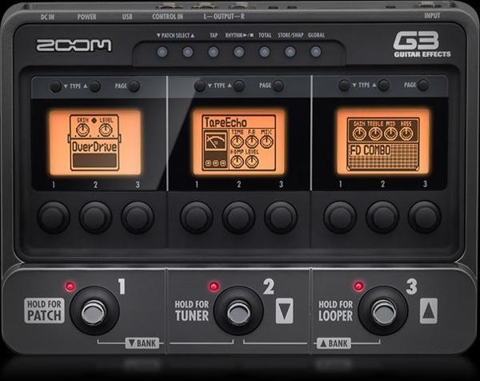 DC IN POWER USB CONTROL IN L—OUTPUT—R INPUT
ZOOM
▼PATCH SELECT▲ TAP RHYTHM ►/■ TOTAL STORE/SWAP GLOBAL
G3
GUITAR EFFECTS
▼ TYPE ▲ PAGE
▼ TYPE ▲ PAGE
▼ TYPE ▲ PAGE
GAIN LEVEL
OverDrive
TapeEcho
TIME F.B MIX
LEVEL
GAIN TREBLE MID
FD COMBO
1 2 3
1 2 3
1 2 3
HOLD FOR
PATCH
1
HOLD FOR
TUNER
2
▼
HOLD FOR
LOOPER
3
▲
▼ BANK
▲ BANK